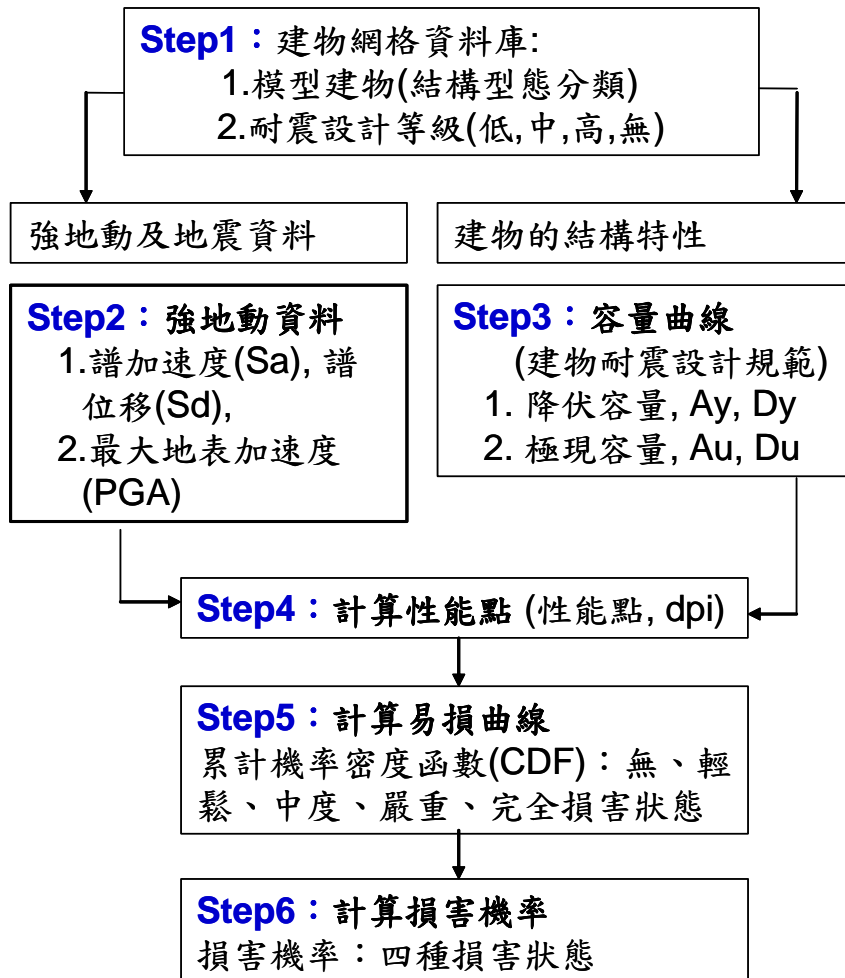 Step1：建物網格資料庫:
1.模型建物(結構型態分類)
2.耐震設計等級(低,中,高,無)
強地動及地震資料
建物的結構特性
Step2：強地動資料
1.譜加速度(Sa), 譜
位移(Sd),
2.最大地表加速度
(PGA)
Step3：容量曲線
(建物耐震設計規範)
1. 降伏容量, Ay, Dy
2. 極現容量, Au, Du
Step4：計算性能點 (性能點, dpi)
Step5：計算易損曲線
累計機率密度函數(CDF)：無、輕
鬆、中度、嚴重、完全損害狀態
Step6：計算損害機率
損害機率：四種損害狀態